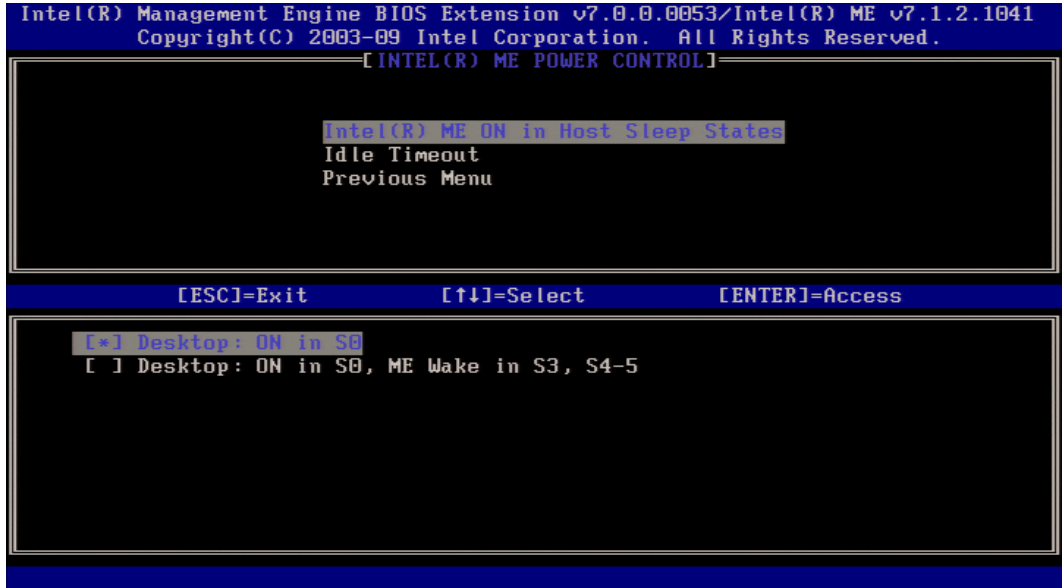 Intel(R) Management Engine BIOS Extension v7.0.0.0053/Intel(R) ME v7.1.2.1041
Copyright(C) 2003-09 Intel Corporation. All Rights Reserved.
[INTEL(R) ME POWER CONTROL]
Intel(R) ME ON in Host Sleep States
Idle Timeout
Previous Menu
[ESC]=Exit [↑↓]=Select [ENTER]=Access
[*] Desktop: ON in S0
[ ] Desktop: ON in S0, ME Wake in S3, S4-5